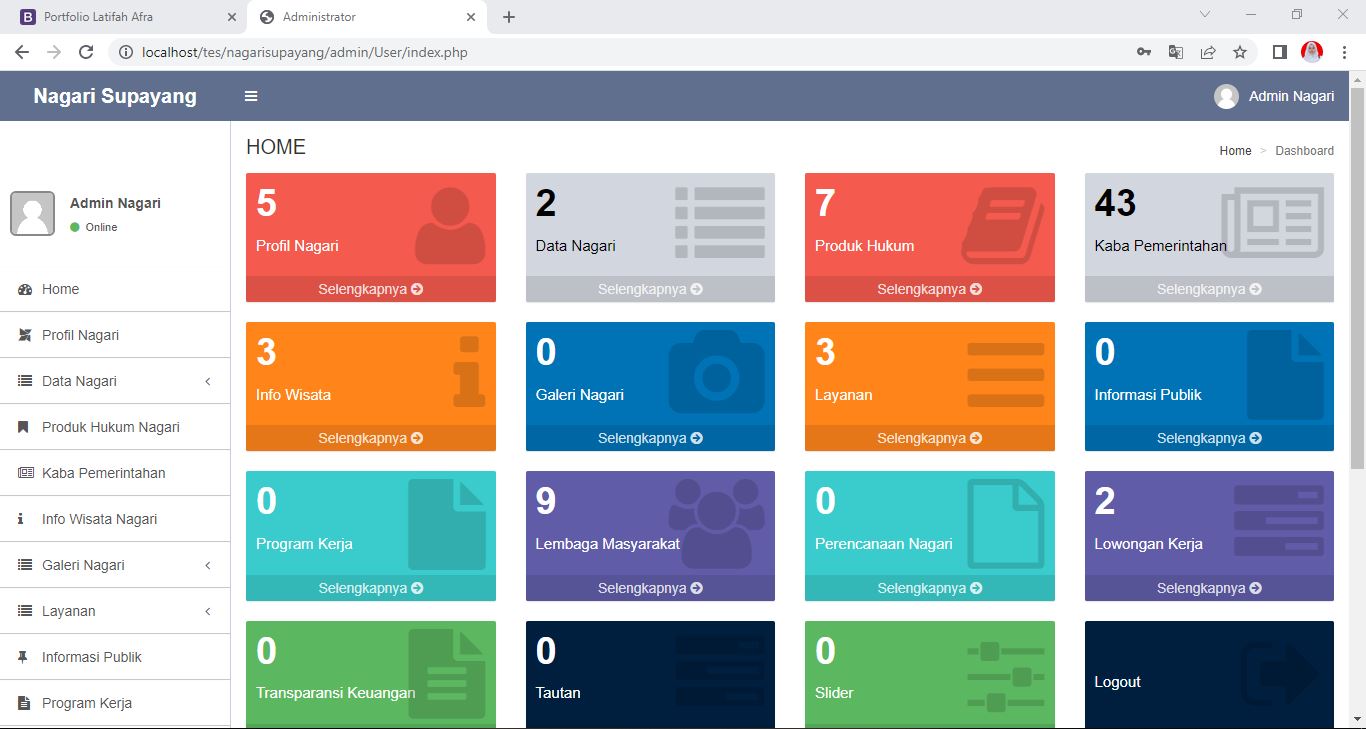 Portfolio Latifah Afra
Administrator
localhost/tes/nagarisupayang/admin/User/index.php
Nagari Supayang
Admin Nagari
HOME
Home > Dashboard
Admin Nagari
Online
Home
Profil Nagari
Data Nagari
Produk Hukum Nagari
Kaba Pemerintahan
Info Wisata Nagari
Galeri Nagari
Layanan
Informasi Publik
Program Kerja
5
Profil Nagari
Selengkapnya
2
Data Nagari
Selengkapnya
7
Produk Hukum
Selengkapnya
43
Kaba Pemerintahan
Selengkapnya
3
Info Wisata
Selengkapnya
0
Galeri Nagari
Selengkapnya
3
Layanan
Selengkapnya
0
Informasi Publik
Selengkapnya
0
Program Kerja
Selengkapnya
9
Lembaga Masyarakat
Selengkapnya
0
Perencanaan Nagari
Selengkapnya
2
Lowongan Kerja
Selengkapnya
0
Transparansi Keuangan
0
Tautan
0
Slider
Logout